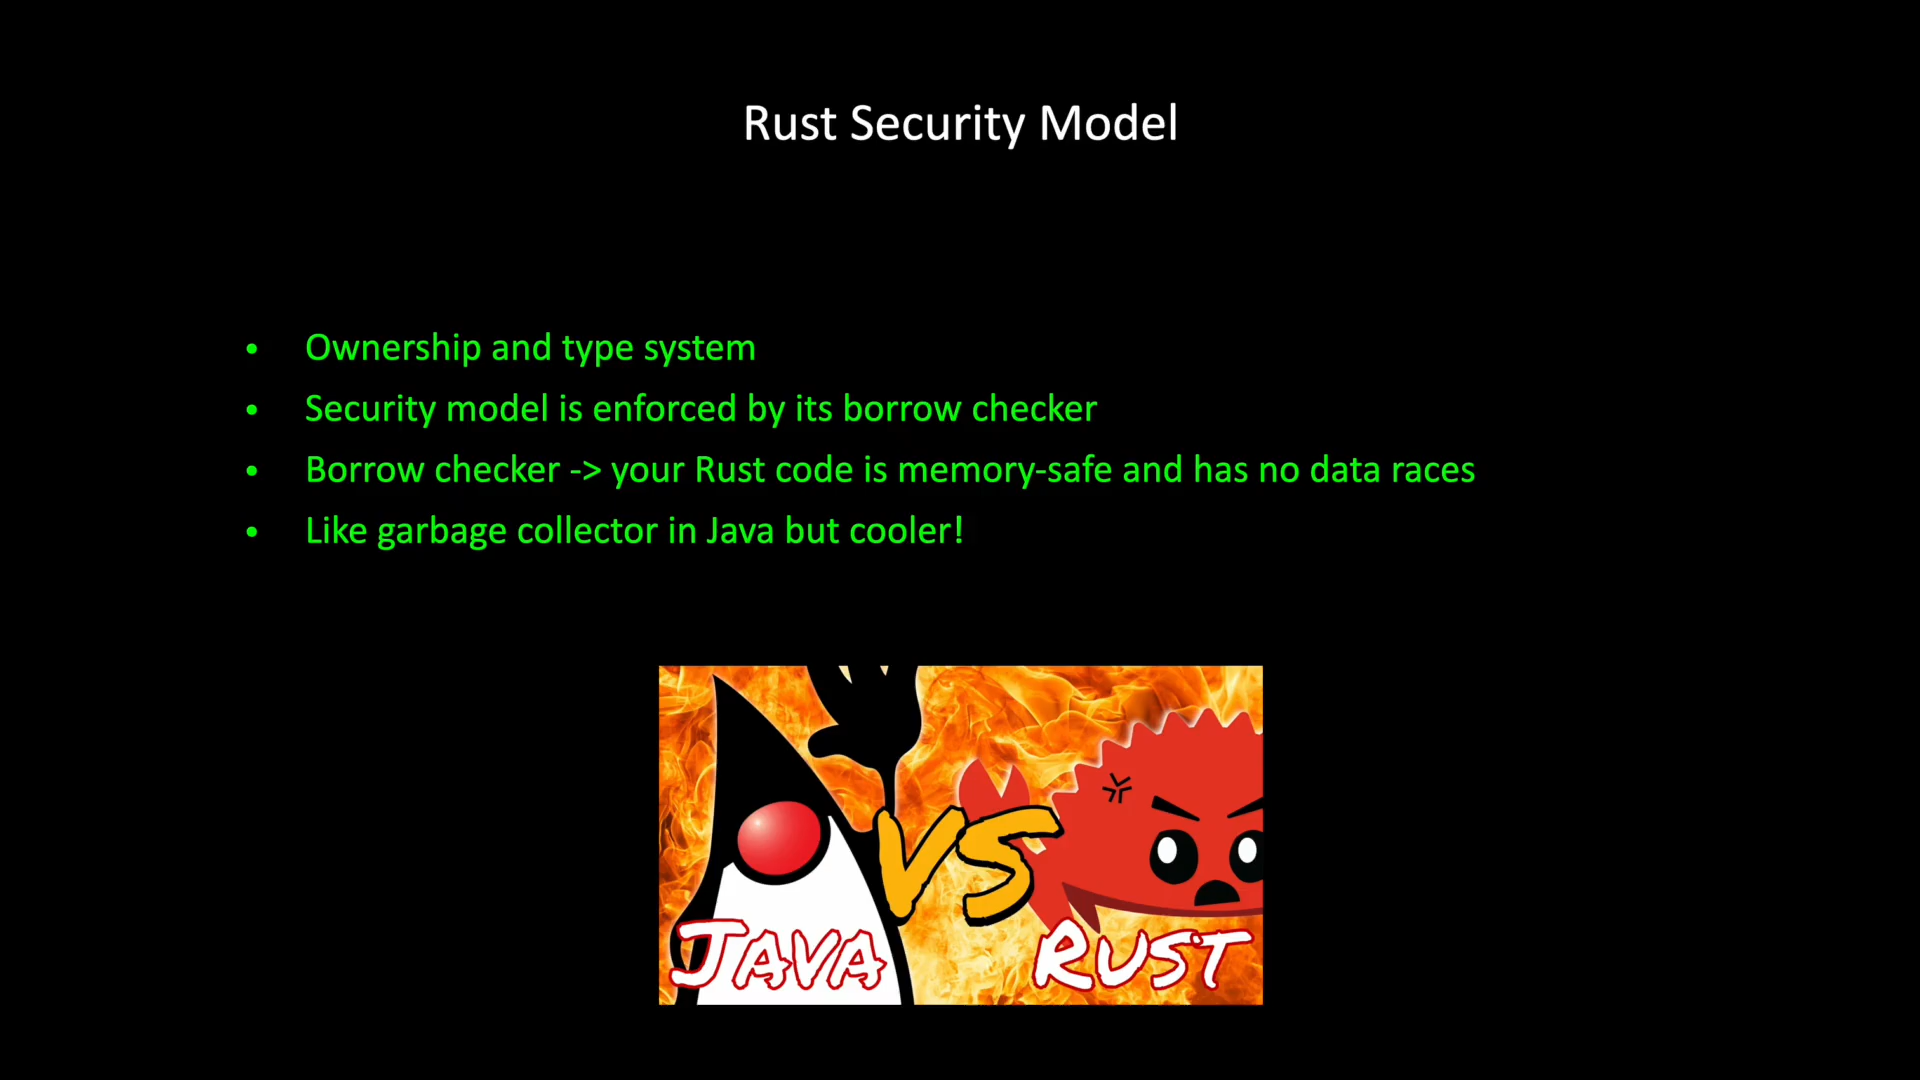 Rust Security Model
• Ownership and type system
• Security model is enforced by its borrow checker
• Borrow checker -> your Rust code is memory-safe and has no data races
• Like garbage collector in Java but cooler!
VS
JAVA
RUST